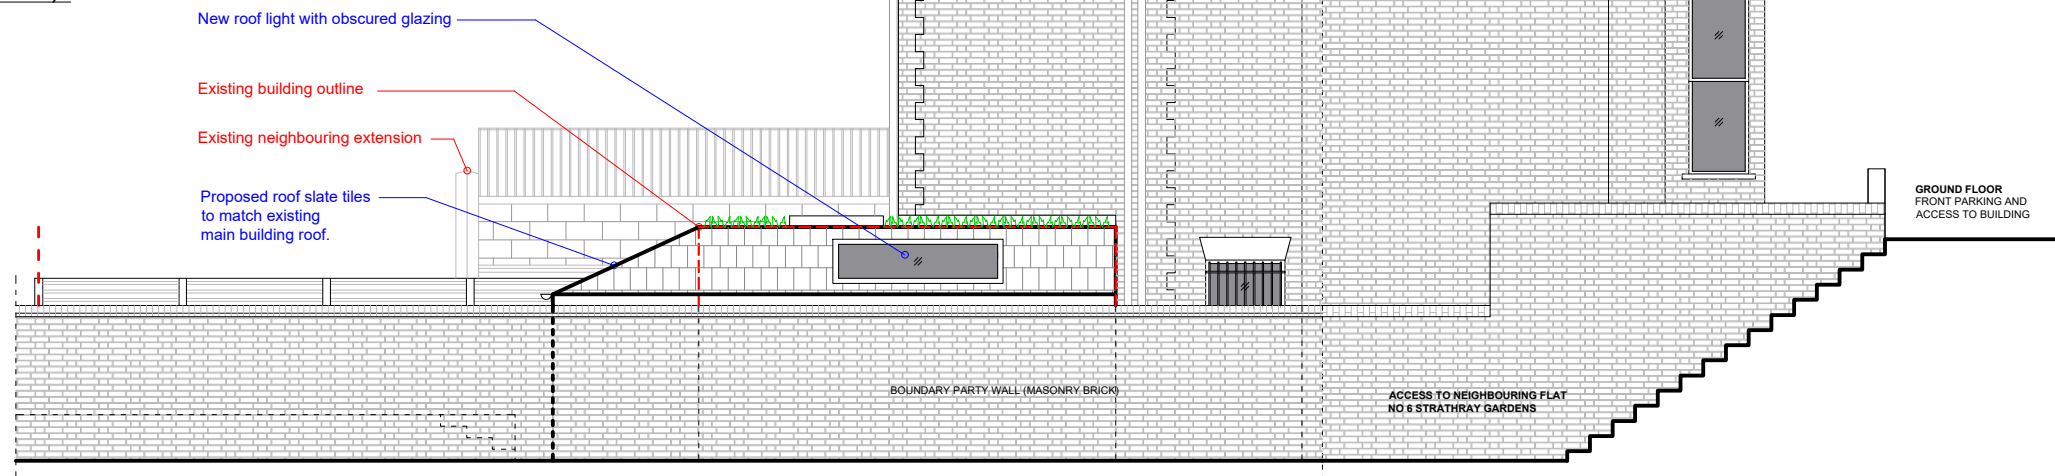 New roof light with obscured glazing
Existing building outline
Existing neighbouring extension
Proposed roof slate tiles
to match existing
main building roof.
GROUND FLOOR
FRONT PARKING AND
ACCESS TO BUILDING
BOUNDARY PARTY WALL (MASONRY BRICK)
ACCESS TO NEIGHBOURING FLAT
NO 6 STRATHRAY GARDENS